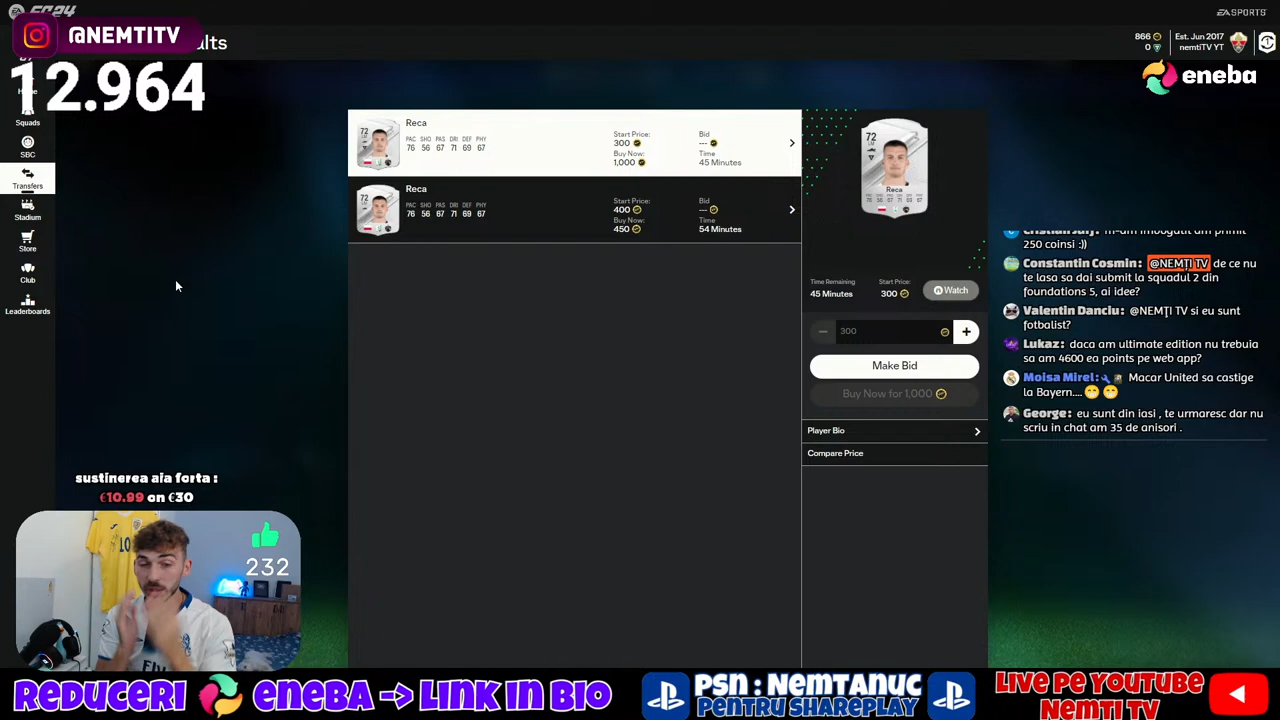 EC24
EA SPORTS
@NEMTITV
alts
12.964
866
0
Est. Jun 2017
nemtiTV YT
eneba
Squads
SBC
Transfers
Stadium
Store
Club
Leaderboards
Reca
PAC SHO PAS DRI DEF PHY
76 56 67 71 69 67
Start Price:
300
Buy Now:
1,000
Bid
---
Time
45 Minutes
Reca
PAC SHO PAS DRI DEF PHY
76 56 67 71 69 67
Start Price:
400
Buy Now:
450
Bid
---
Time
54 Minutes
72
LM
Reca
Time Remaining
45 Minutes
Start Price:
300
Watch
300
Make Bid
Buy Now for 1,000
Player Bio
Compare Price
250 coinsi :))
Constantin Cosmin : @NEMȚI TV de ce nu
te lasa sa dai submit la squadul 2 din
foundations 5, ai idee?
Valentin Danciu : @NEMȚI TV si eu sunt
fotbalist?
Lukaz : daca am ultimate edition nu trebuia
sa am 4600 ea points pe web app?
Moisa Mirel : Macar United sa castige
la Bayern....
George : eu sunt din iasi , te urmaresc dar nu
scriu in chat am 35 de anisori .
sustinerea aia forta :
€10.99 on €30
232
REDUCERI ENEBA -> LINK IN BIO
PSN : NEMTANUC
PENTRU SHAREPLAY
LIVE PE YOUTUBE
NEMTI TV